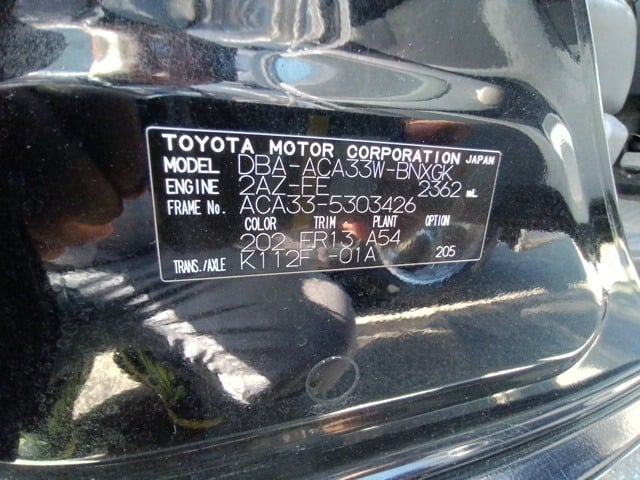 TOYOTA MOTOR CORPORATION JAPAN
MODEL DBA-ACA33W-BNXGK
ENGINE 2AZ-FE 2362 mL
FRAME No. ACA33-5303426
COLOR TRIM PLANT OPTION
202 FR13 A54
TRANS./AXLE K112F -01A 205